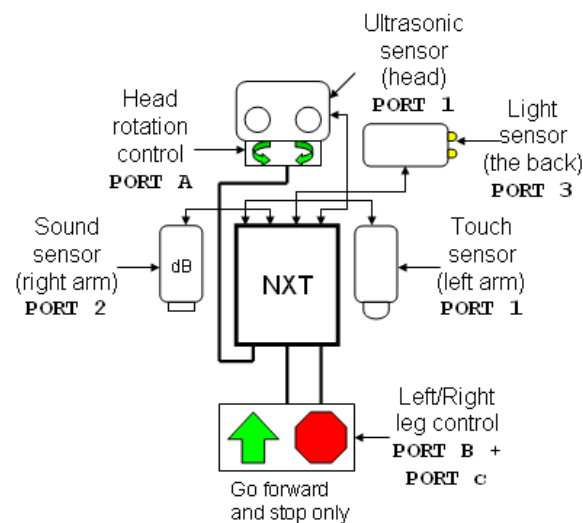 Ultrasonic
sensor
(head)
PORT 1
Head
rotation
control
PORT A
Light
sensor
(the back)
PORT 3
Sound
sensor
(right arm)
PORT 2
dB
NXT
Touch
sensor
(left arm)
PORT 1
Left/Right
leg control
PORT B +
PORT c
Go forward
and stop only